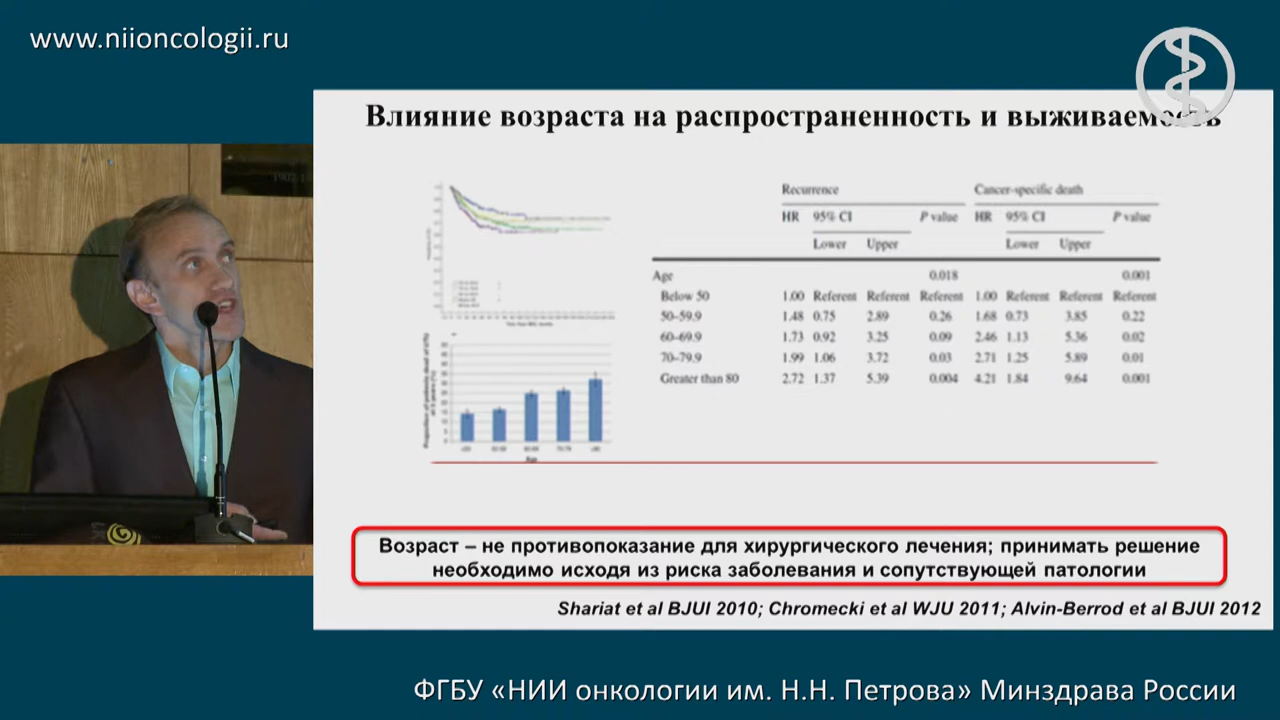 www.niioncologii.ru
Влияние возраста на распространенность и выживаемость
Recurrence Cancer-specific death
HR 95% CI P value HR 95% CI P value
Lower Upper Lower Upper
Age 0.018 0.001
Below 50 1.00 Referent Referent Referent 1.00 Referent Referent Referent
50–59.9 1.48 0.75 2.89 0.26 1.68 0.73 3.85 0.22
60–69.9 1.73 0.92 3.25 0.09 2.46 1.13 5.36 0.02
70–79.9 1.99 1.06 3.72 0.03 2.71 1.25 5.89 0.01
Greater than 80 2.72 1.37 5.39 0.004 4.21 1.84 9.64 0.001
Age
Возраст – не противопоказание для хирургического лечения; принимать решение
необходимо исходя из риска заболевания и сопутствующей патологии
Shariat et al BJUI 2010; Chromecki et al WJU 2011; Alvin-Berrod et al BJUI 2012
ФГБУ «НИИ онкологии им. Н.Н. Петрова» Минздрава России